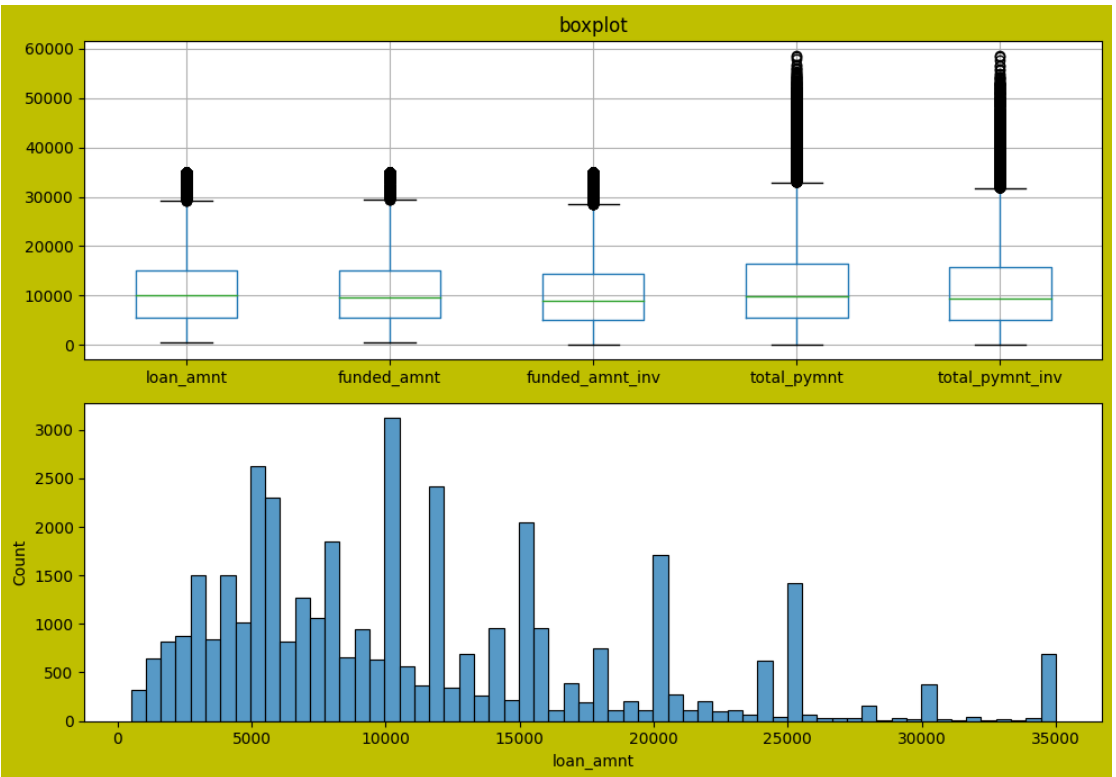 boxplot
60000
50000
40000
30000
20000
10000
0
loan_amnt funded_amnt funded_amnt_inv total_pymnt total_pymnt_inv
3000
2500
2000
1500
1000
500
0
Count
0 5000 10000 15000 20000 25000 30000 35000
loan_amnt